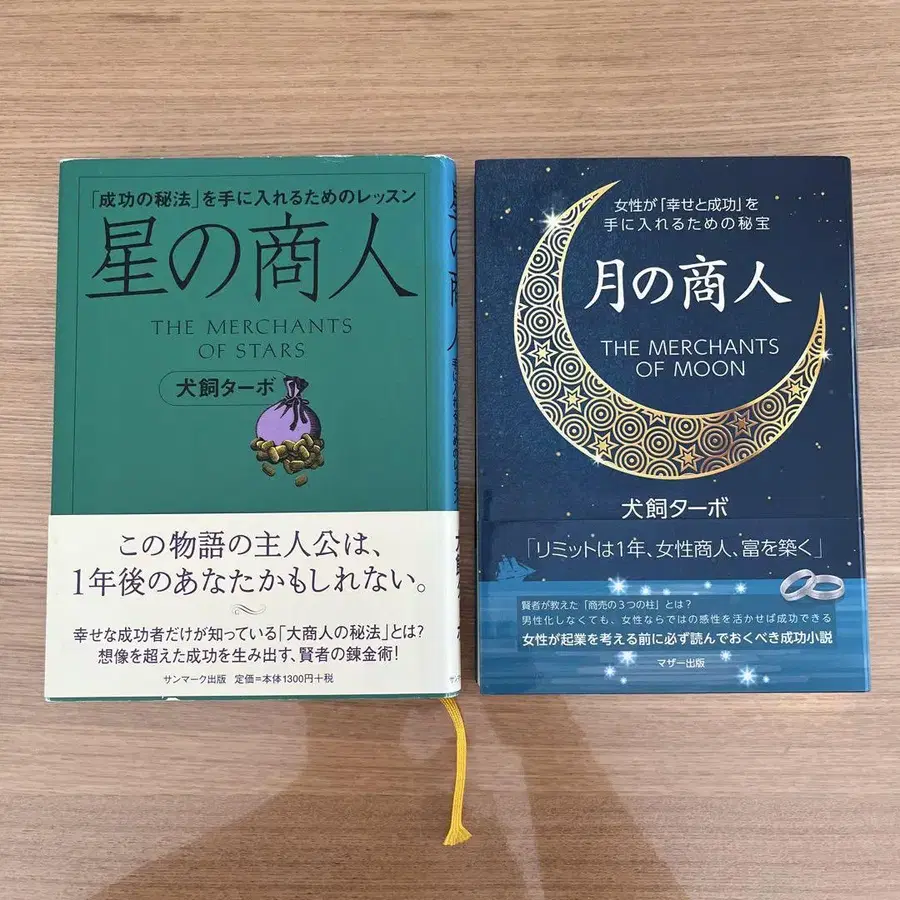 「成功の秘法」を手に入れるためのレッスン
星の商人
THE MERCHANTS
OF STARS
犬飼ターボ
この物語の主人公は、
1年後のあなたかもしれない。
幸せな成功者だけが知っている「大商人の秘法」とは?
想像を超えた成功を生み出す、賢者の錬金術!
サンマーク出版 定価=本体1300円+税
女性が「幸せと成功」を
手に入れるための秘宝
月の商人
THE MERCHANTS
OF MOON
犬飼ターボ
「リミットは1年、女性商人、富を築く」
賢者が教えた「商売の3つの柱」とは?
男性化しなくても、女性ならではの感性を活かせば成功できる
女性が起業を考える前に必ず読んでおくべき成功小説
マザー出版